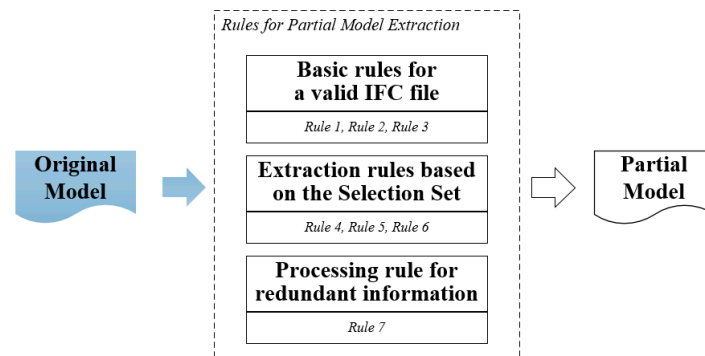 Rules for Partial Model Extraction
Basic rules for
a valid IFC file
Rule 1, Rule 2, Rule 3
Original
Model
Extraction rules based
on the Selection Set
Rule 4, Rule 5, Rule 6
Partial
Model
Processing rule for
redundant information
Rule 7